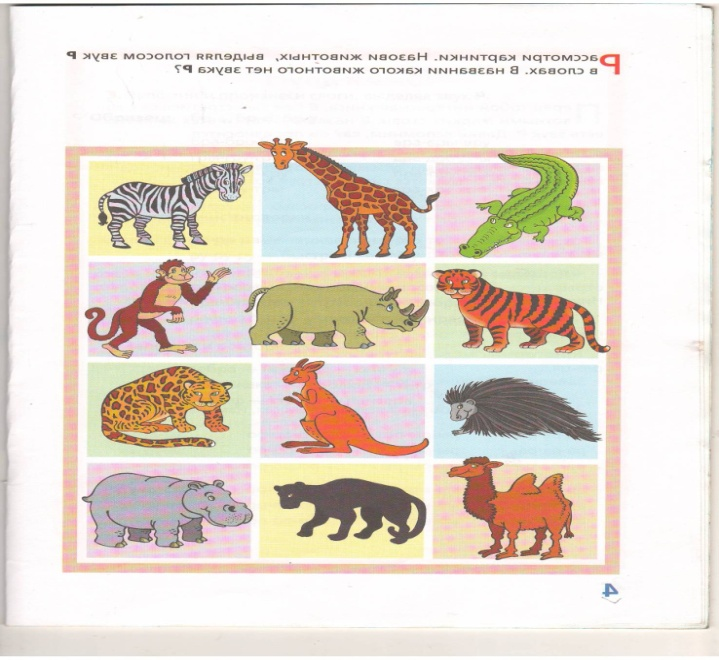 Рассмотри картинки. Назови животных, выделяя голосом звук Р
в словах. В названии какого животного нет звука Р?
4